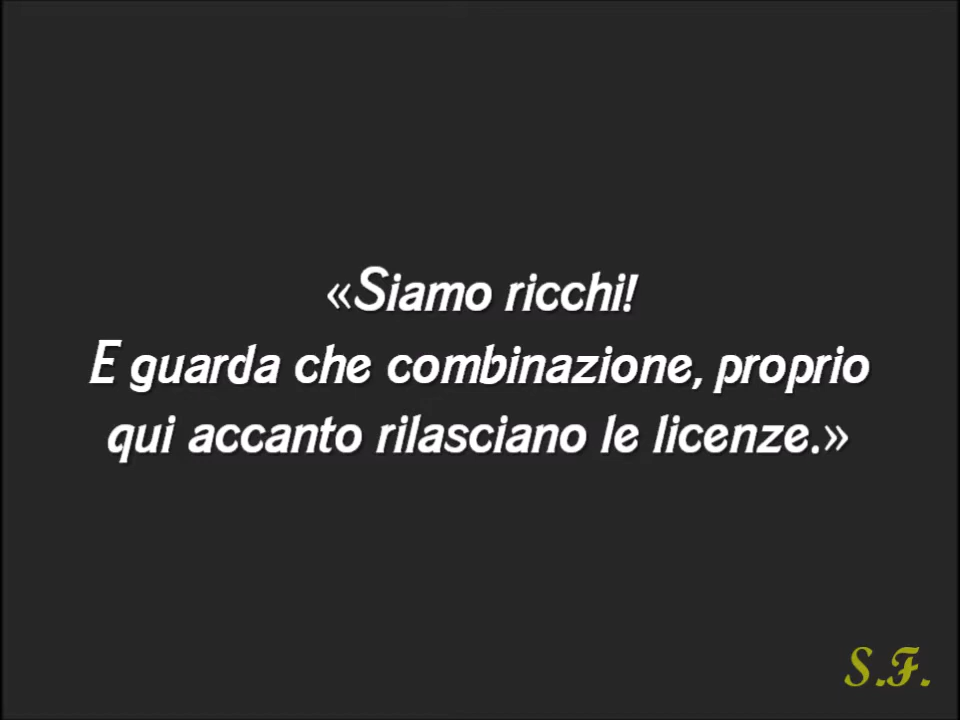 «Siamo ricchi!
E guarda che combinazione, proprio
qui accanto rilasciano le licenze.»
S.F.